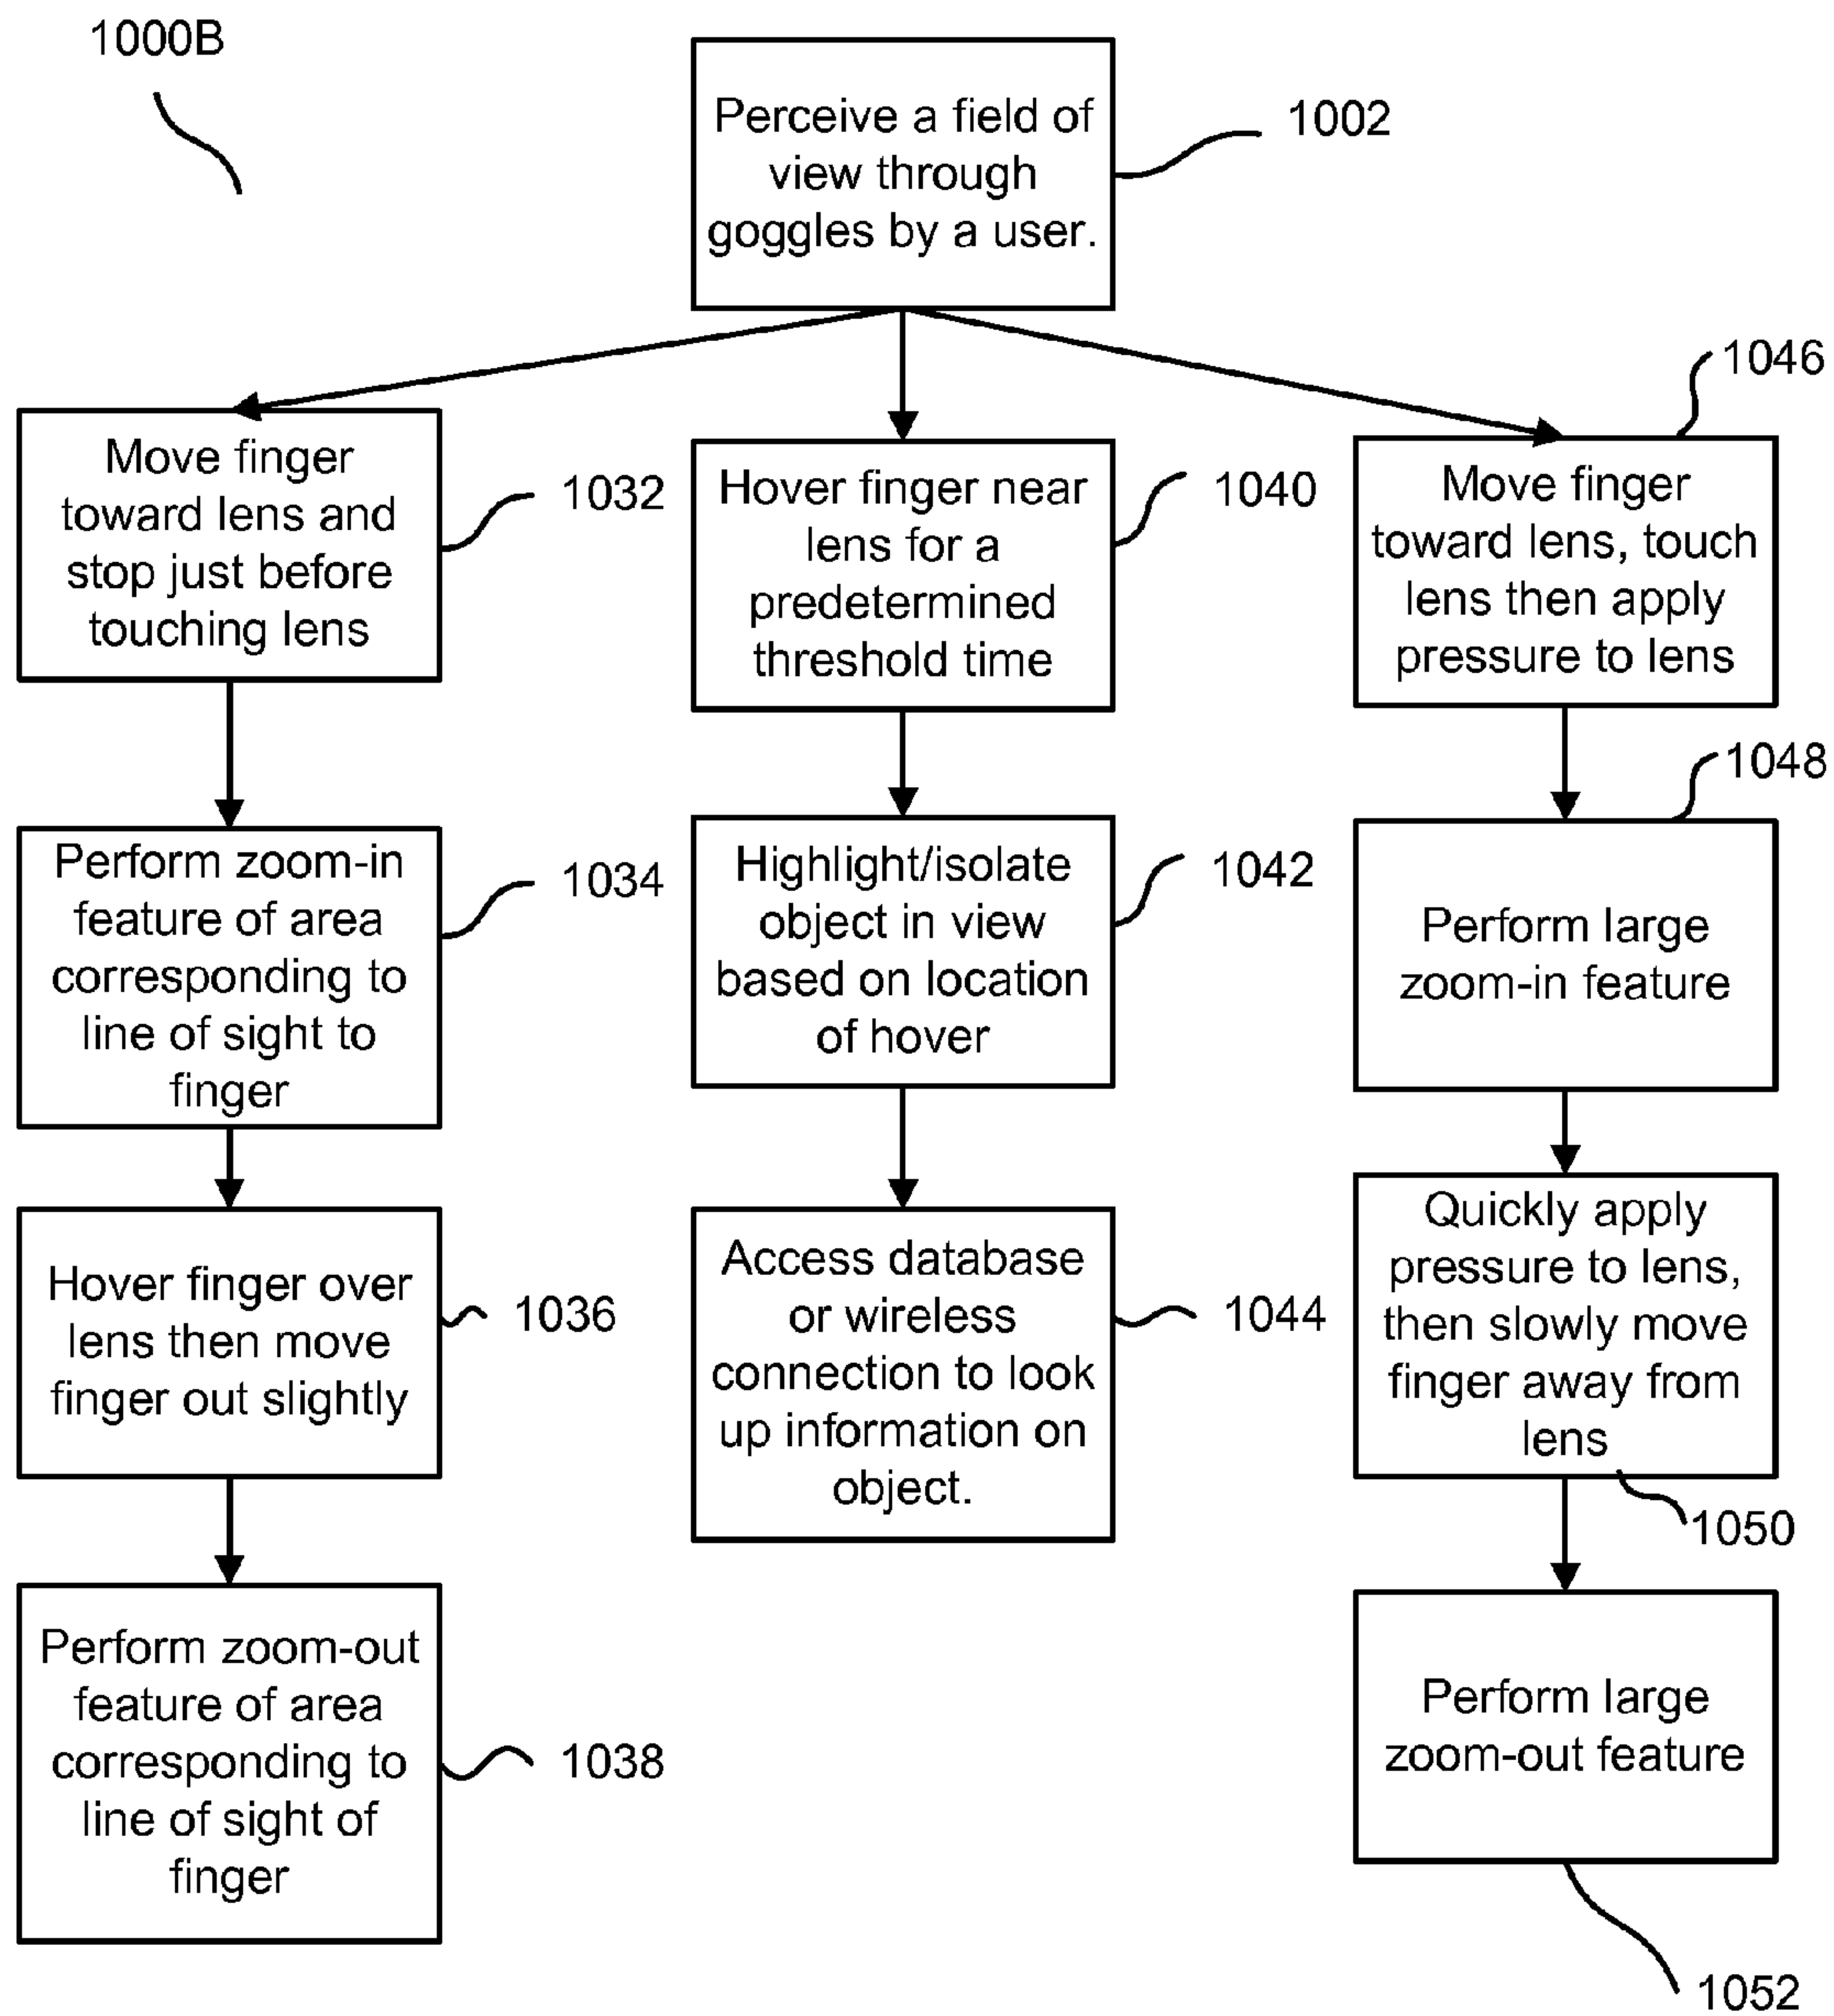 1000B
Perceive a field of
view through
goggles by a user.
1002
Move finger
toward lens and
stop just before
touching lens
1032
Perform zoom-in
feature of area
corresponding to
line of sight to
finger
1034
Hover finger over
lens then move
finger out slightly
1036
Perform zoom-out
feature of area
corresponding to
line of sight of
finger
1038
Hover finger near
lens for a
predetermined
threshold time
1040
Highlight/isolate
object in view
based on location
of hover
1042
Access database
or wireless
connection to look
up information on
object.
1044
1046
Move finger
toward lens, touch
lens then apply
pressure to lens
1048
Perform large
zoom-in feature
Quickly apply
pressure to lens,
then slowly move
finger away from
lens
1050
Perform large
zoom-out feature
1052